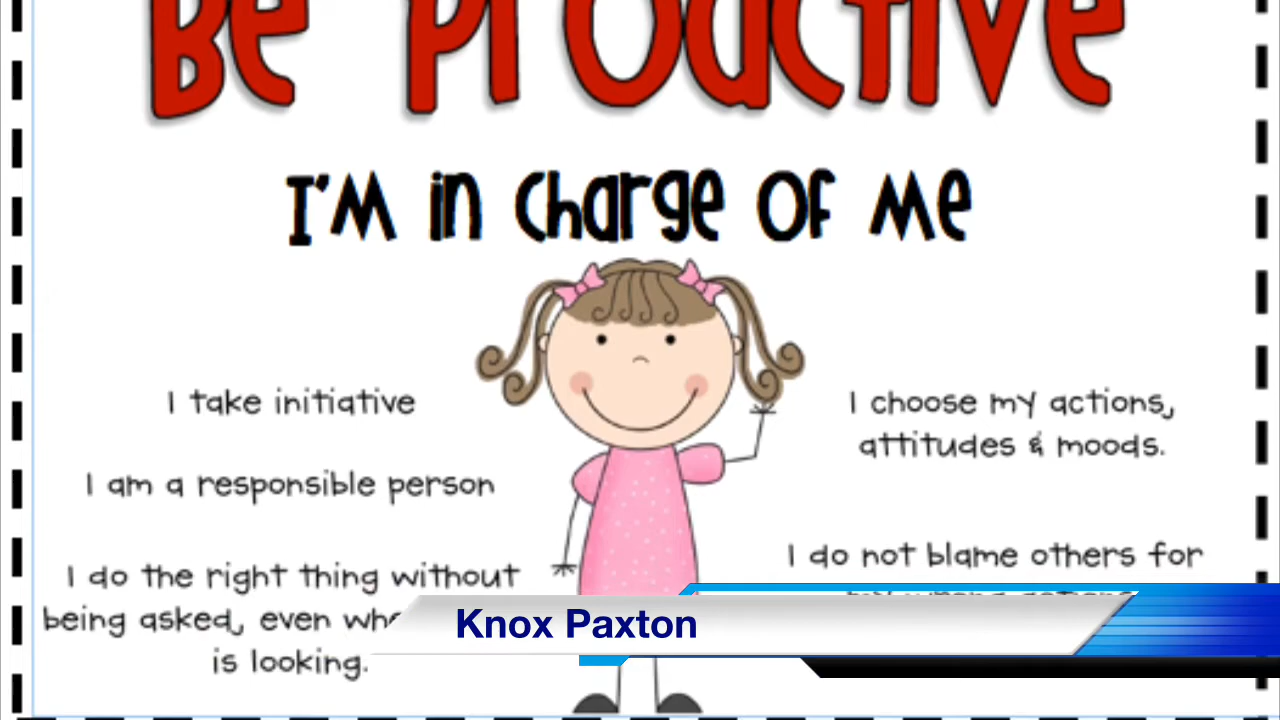 Be Proactive
I'm in charge of me
I take initiative
I am a responsible person
I do the right thing without
being asked, even
is looking.
I choose my actions,
attitudes & moods.
I do not blame others for
Knox Paxton